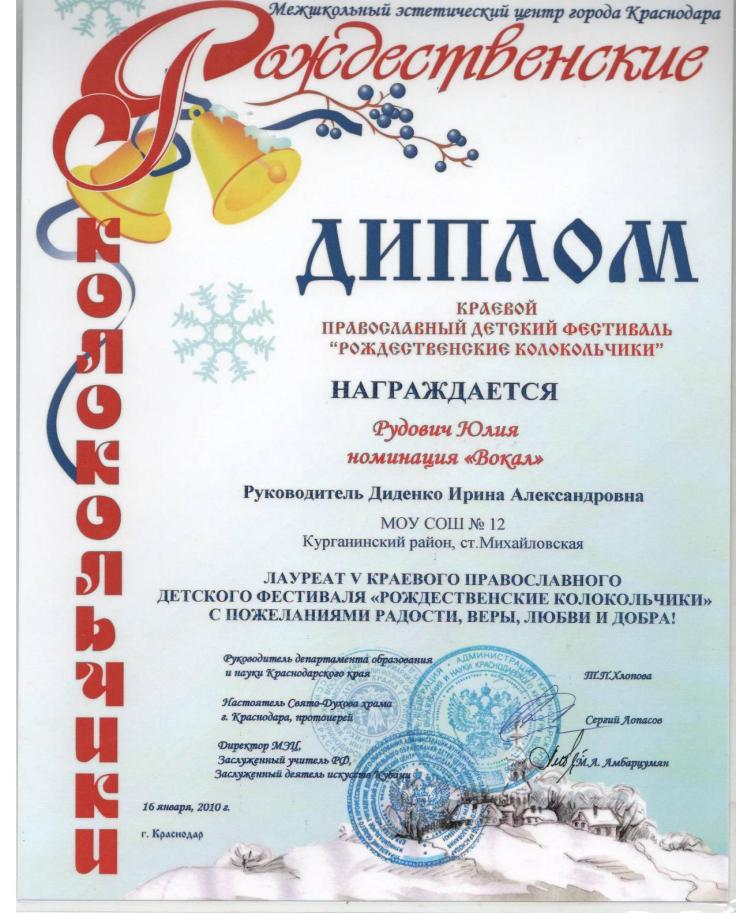 Межшкольный эстетический центр города Краснодара
Рождественские
КОЛОКОЛЬЧИКИ
ДИПЛОМ
КРАЕВОЙ
ПРАВОСЛАВНЫЙ ДЕТСКИЙ ФЕСТИВАЛЬ
“РОЖДЕСТВЕНСКИЕ КОЛОКОЛЬЧИКИ”
НАГРАЖДАЕТСЯ
Рудович Юлия
номинация «Вокал»
Руководитель Диденко Ирина Александровна
МОУ СОШ № 12
Курганинский район, ст.Михайловская
ЛАУРЕАТ V КРАЕВОГО ПРАВОСЛАВНОГО
ДЕТСКОГО ФЕСТИВАЛЯ «РОЖДЕСТВЕНСКИЕ КОЛОКОЛЬЧИКИ»
С ПОЖЕЛАНИЯМИ РАДОСТИ, ВЕРЫ, ЛЮБВИ И ДОБРА!
Руководитель департамента образования
и науки Краснодарского края Т.П.Хлопова
Настоятель Свято-Духова храма
г. Краснодара, протоиерей Сергий Лопасов
Директор МЭЦ,
Заслуженный учитель РФ, М.А. Амбарцумян
Заслуженный деятель искусств Кубани
16 января, 2010 г.
г. Краснодар